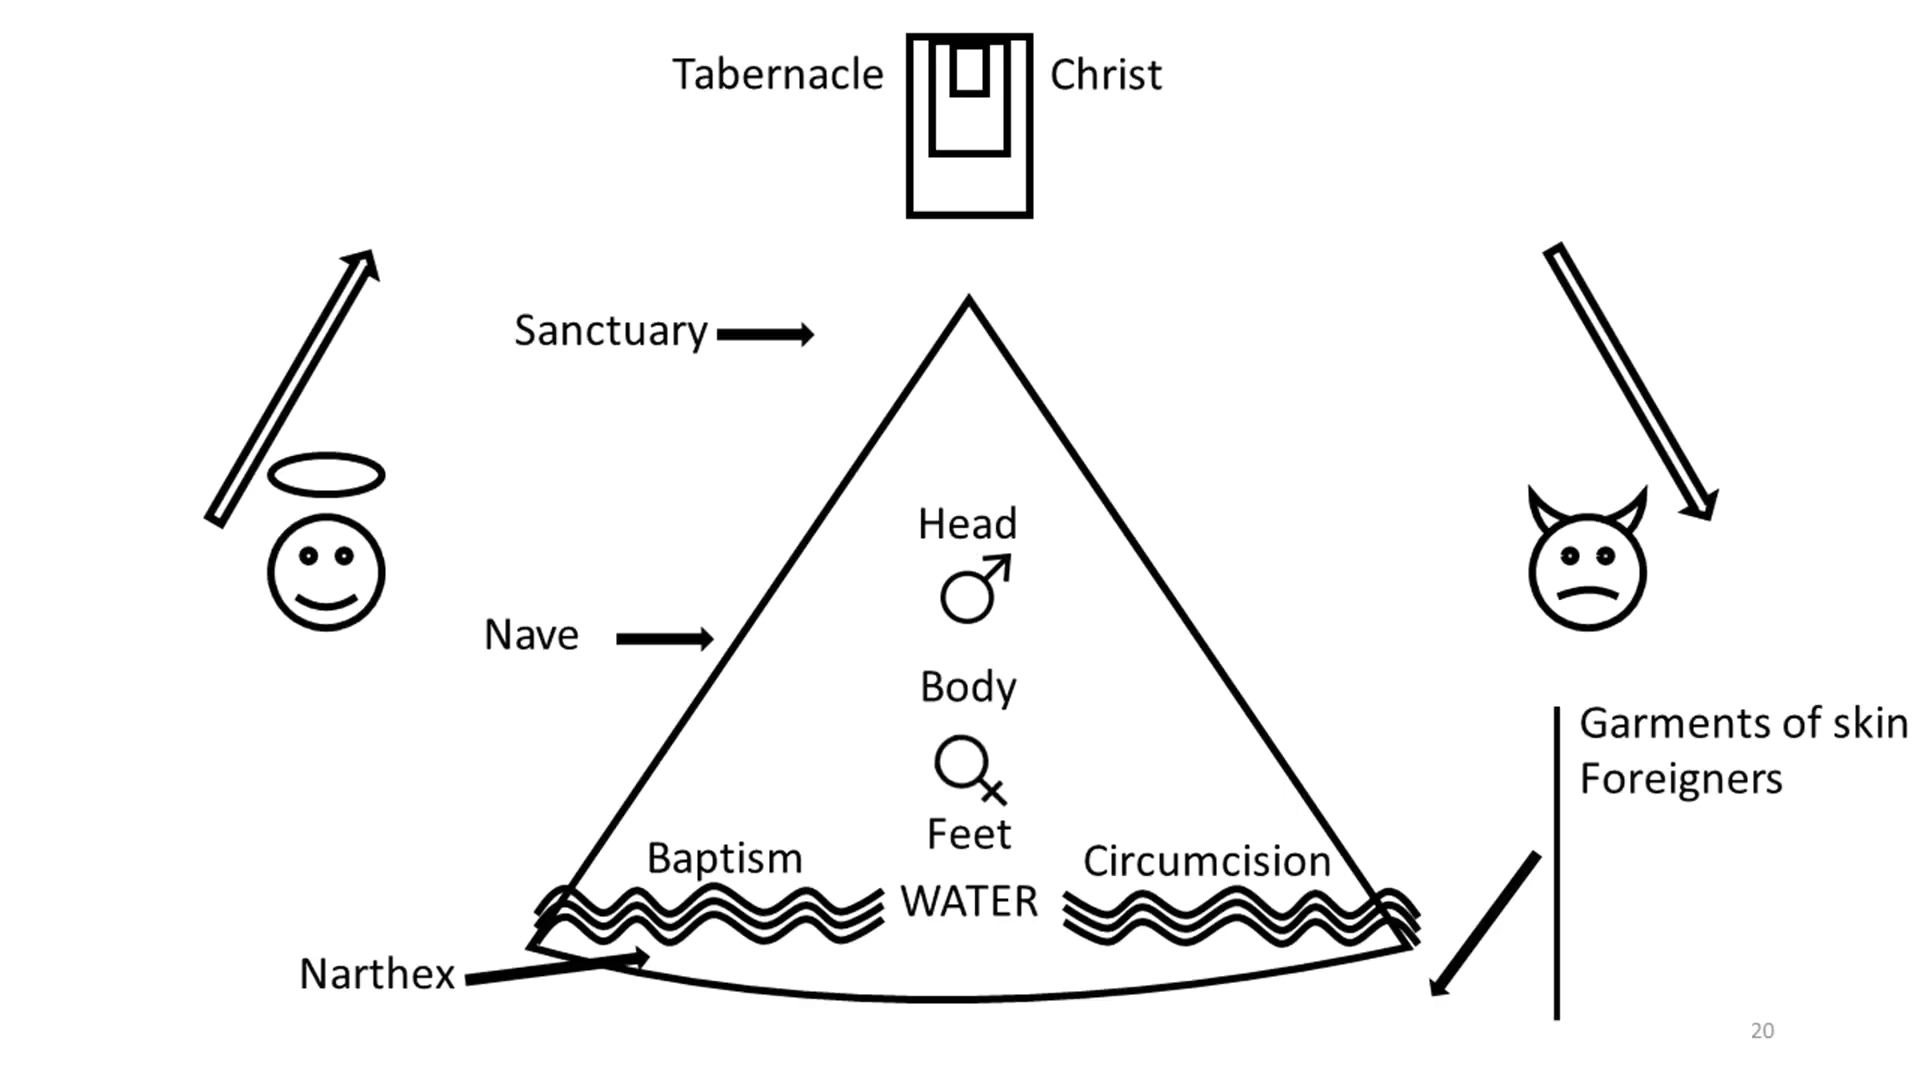 Tabernacle
Christ
Sanctuary
Head
Nave
Body
Garments of skin
Foreigners
Feet
Baptism
Circumcision
WATER
Narthex
20